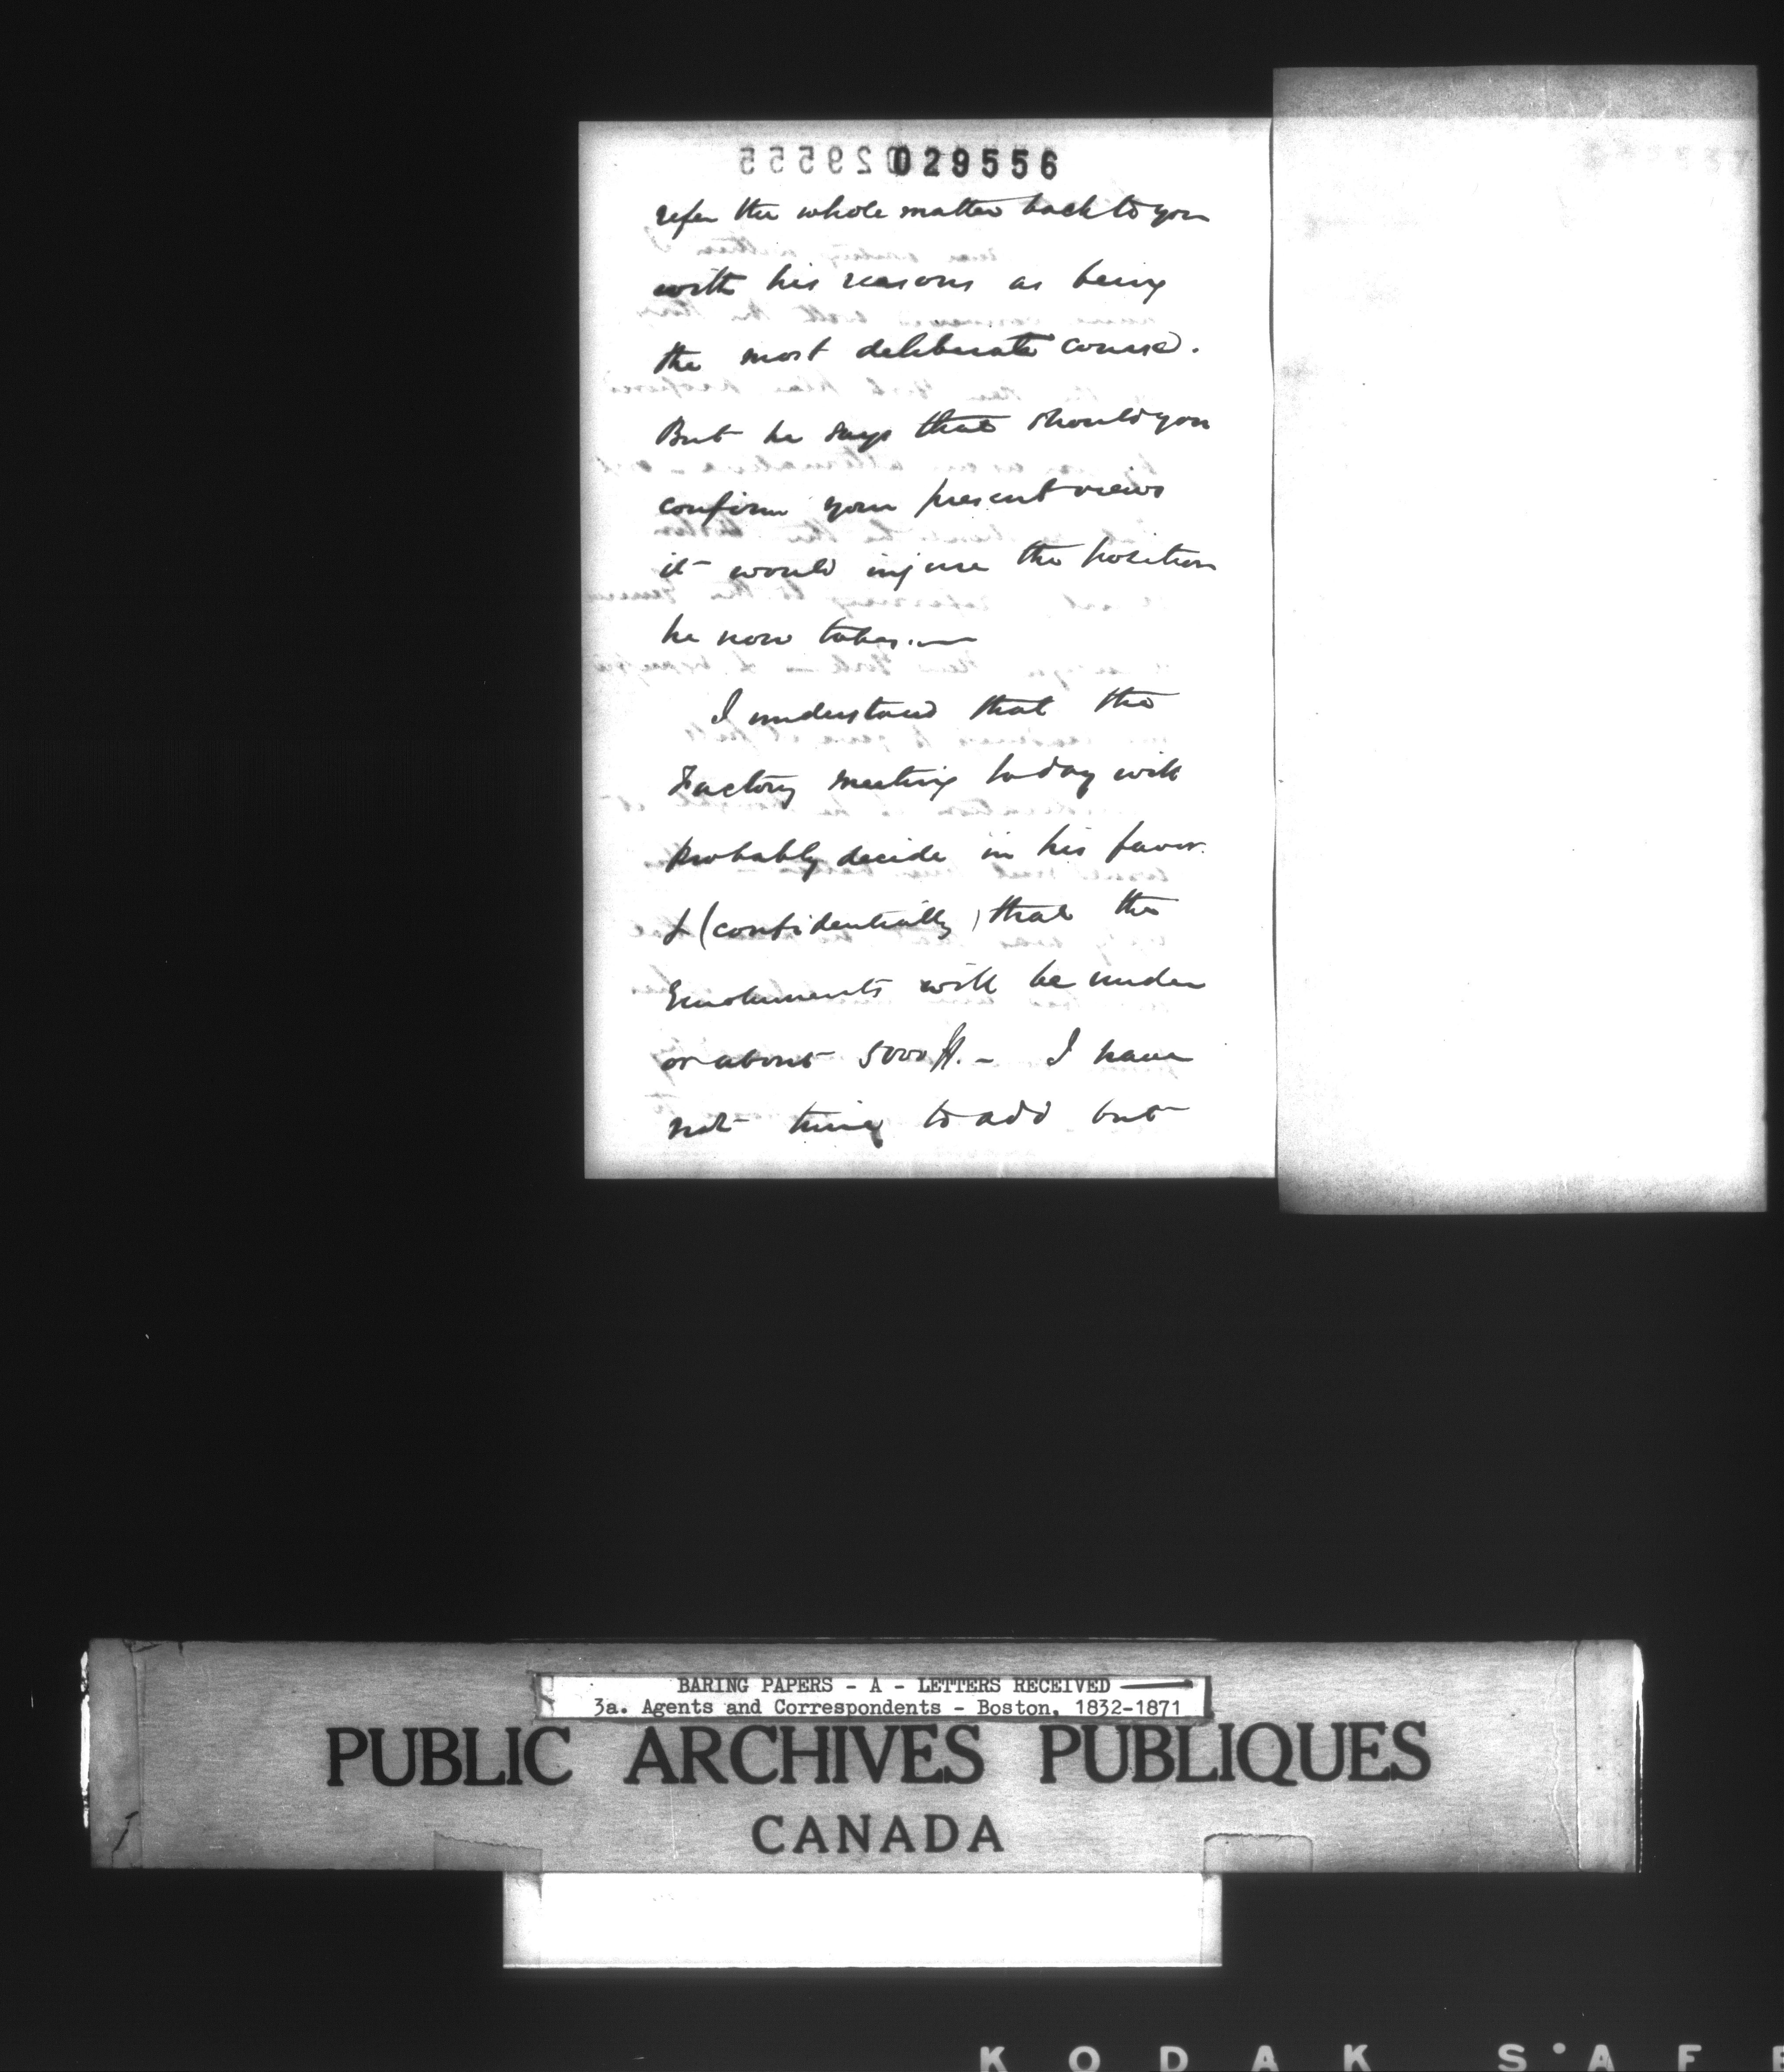 029556
refer the whole matter back to you
with his reasons as being
the most deliberate course.
But he says that should you
confirm your present views
it would injure the position
he now takes. —
I understand that the
Factory meeting today will
probably decide in his favor.
& (confidentially) that the
Emoluments will be under
or about 5000 $. - I have
not time to add but
BARING PAPERS - A - LETTERS RECEIVED
3a. Agents and Correspondents - Boston, 1832-1871
PUBLIC ARCHIVES PUBLIQUES
CANADA
KODAK SAF